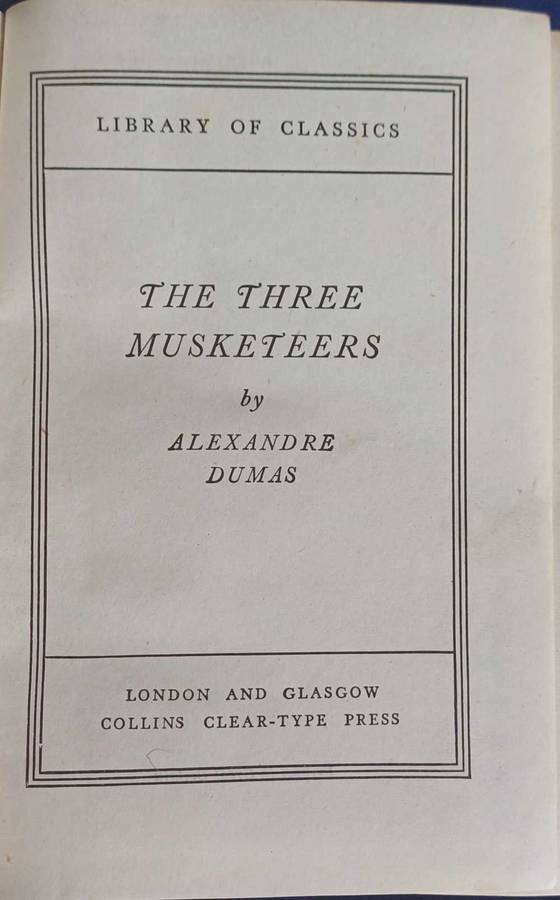 LIBRARY OF CLASSICS
THE THREE
MUSKETEERS
by
ALEXANDRE
DUMAS
LONDON AND GLASGOW
COLLINS CLEAR-TYPE PRESS